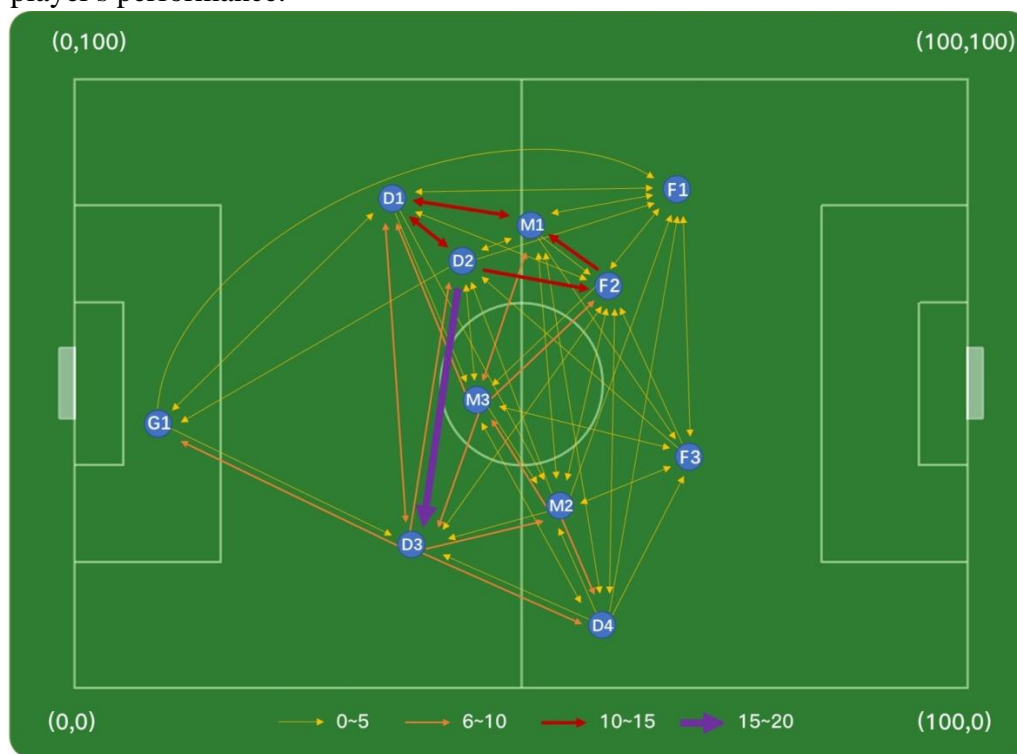 player's performance.
(0,100) (100,100)
F1
D1
M1
D2
F2
M3
G1
F3
M2
D3
D4
(0,0) 0~5 6~10 10~15 15~20 (100,0)